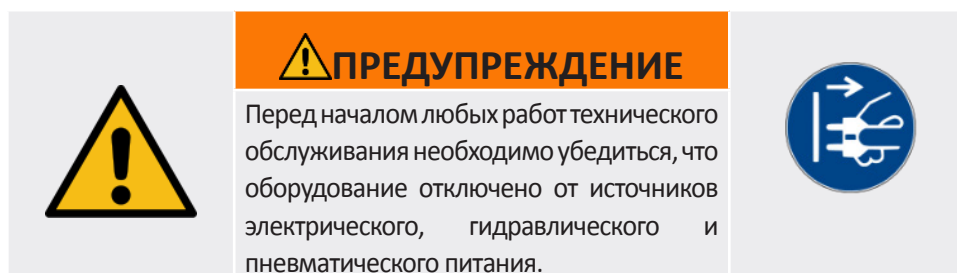 ПРЕДУПРЕЖДЕНИЕ
Перед началом любых работ технического
обслуживания необходимо убедиться, что
оборудование отключено от источников
электрического, гидравлического и
пневматического питания.